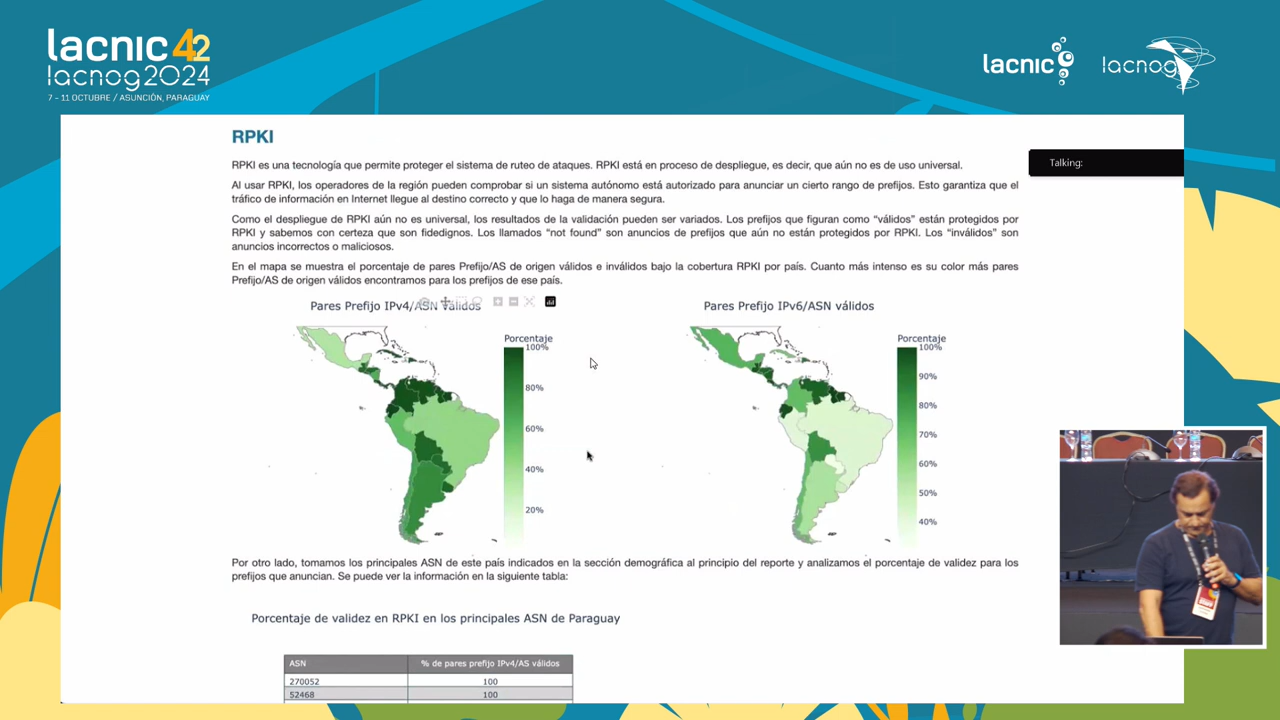 lacnic 42
lacnog2024
7 - 11 OCTUBRE / ASUNCIÓN, PARAGUAY
lacnic
lacnog
Talking:
RPKI
RPKI es una tecnología que permite proteger el sistema de ruteo de ataques. RPKI está en proceso de despliegue, es decir, que aún no es de uso universal.
Al usar RPKI, los operadores de la región pueden comprobar si un sistema autónomo está autorizado para anunciar un cierto rango de prefijos. Esto garantiza que el
tráfico de información en Internet llegue al destino correcto y que lo haga de manera segura.
Como el despliegue de RPKI aún no es universal, los resultados de la validación pueden ser variados. Los prefijos que figuran como “válidos” están protegidos por
RPKI y sabemos con certeza que son fidedignos. Los llamados “not found” son anuncios de prefijos que aún no están protegidos por RPKI. Los “inválidos” son
anuncios incorrectos o maliciosos.
En el mapa se muestra el porcentaje de pares Prefijo/AS de origen válidos e inválidos bajo la cobertura RPKI por país. Cuanto más intenso es su color más pares
Prefijo/AS de origen válidos encontramos para los prefijos de ese país.
Pares Prefijo IPv4/ASN válidos
Porcentaje
100%
80%
60%
40%
20%
Pares Prefijo IPv6/ASN válidos
Porcentaje
100%
90%
80%
70%
60%
50%
40%
Por otro lado, tomamos los principales ASN de este país indicados en la sección demográfica al principio del reporte y analizamos el porcentaje de validez para los
prefijos que anuncian. Se puede ver la información en la siguiente tabla:
Porcentaje de validez en RPKI en los principales ASN de Paraguay
ASN % de pares prefijo IPv4/AS válidos
270052 100
52468 100